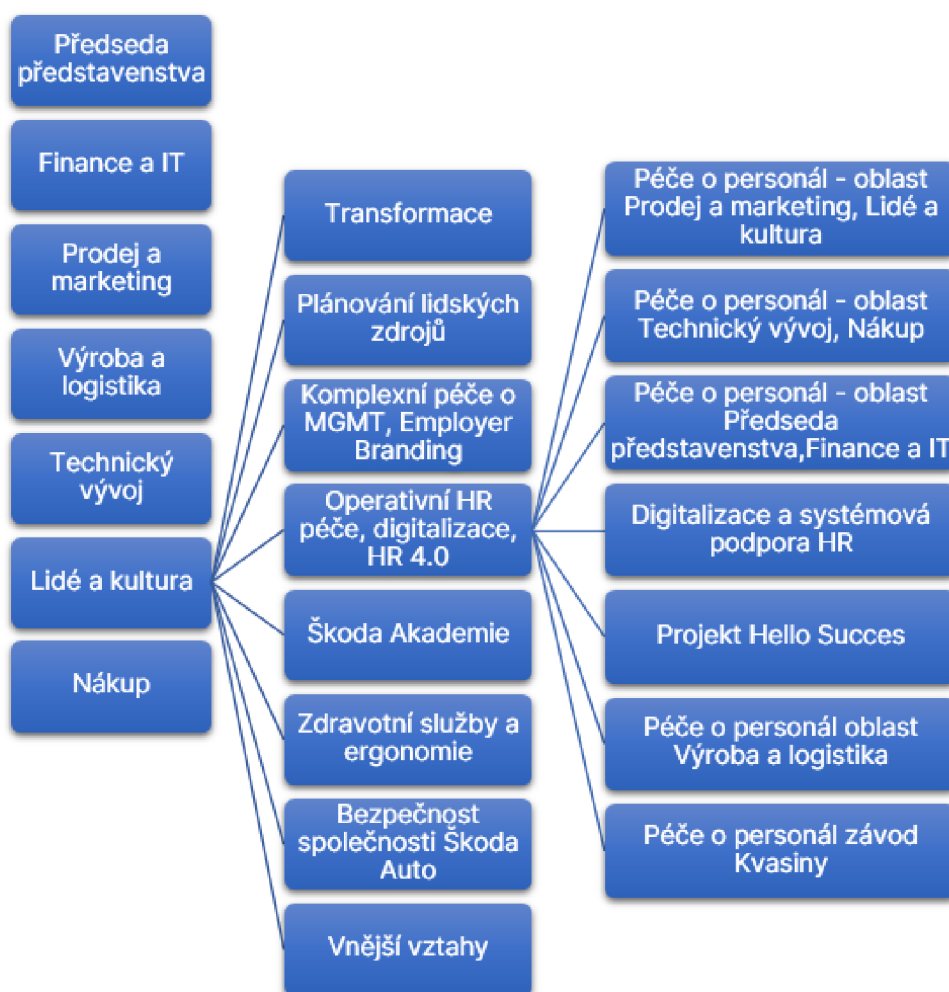 Předseda
představenstva
Finance a IT
Prodej a
marketing
Výroba a
logistika
Technický
vývoj
Lidé a kultura
Nákup
Transformace
Plánování lidských
zdrojů
Komplexní péče o
MGMT, Employer
Branding
Operativní HR
péče, digitalizace,
HR 4.0
Škoda Akademie
Zdravotní služby a
ergonomie
Bezpečnost
společnosti Škoda
Auto
Vnější vztahy
Péče o personál - oblast
Prodej a marketing, Lidé a
kultura
Péče o personál - oblast
Technický vývoj, Nákup
Péče o personál - oblast
Předseda
představenstva,Finance a IT
Digitalizace a systémová
podpora HR
Projekt Hello Succes
Péče o personál oblast
Výroba a logistika
Péče o personál závod
Kvasiny